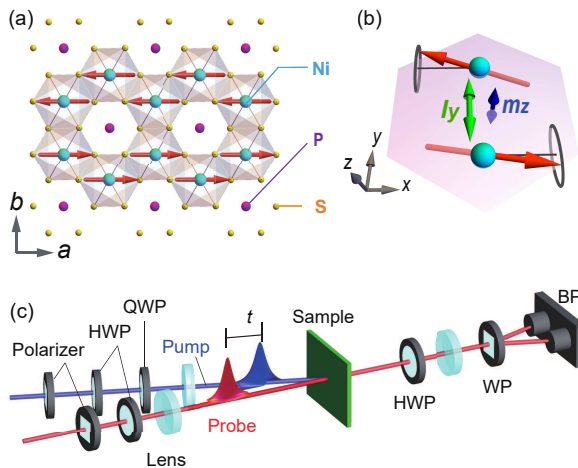 (a)
Ni
P
S
b
a
(b)
ly
mz
y
z
x
(c)
QWP
HWP
Polarizer
Pump
t
Sample
BP
Probe
Lens
HWP
WP